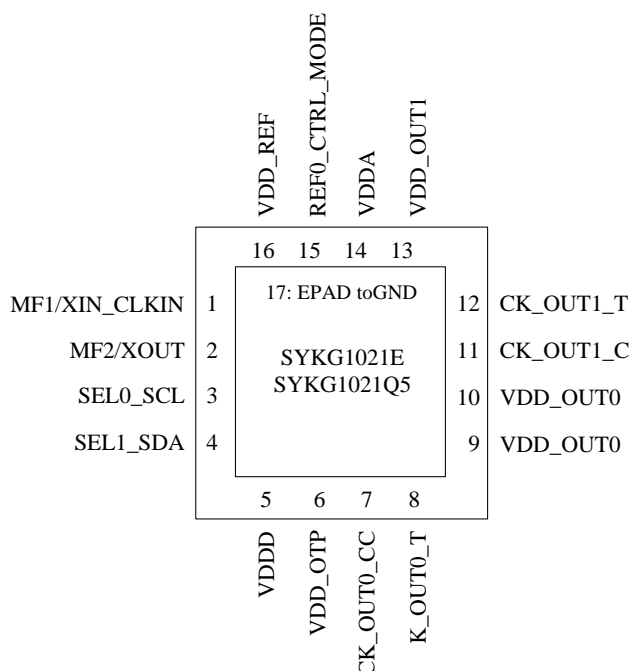 VDD_REF
REF0_CTRL_MODE
VDDA
VDD_OUT1
16 15 14 13
MF1/XIN_CLKIN 1
MF2/XOUT 2
SEL0_SCL 3
SEL1_SDA 4
17: EPAD toGND
SYKG1021E
SYKG1021Q5
12 CK_OUT1_T
11 CK_OUT1_C
10 VDD_OUT0
9 VDD_OUT0
5 6 7 8
VDDD
VDD_OTP
CK_OUT0_CC
K_OUT0_T